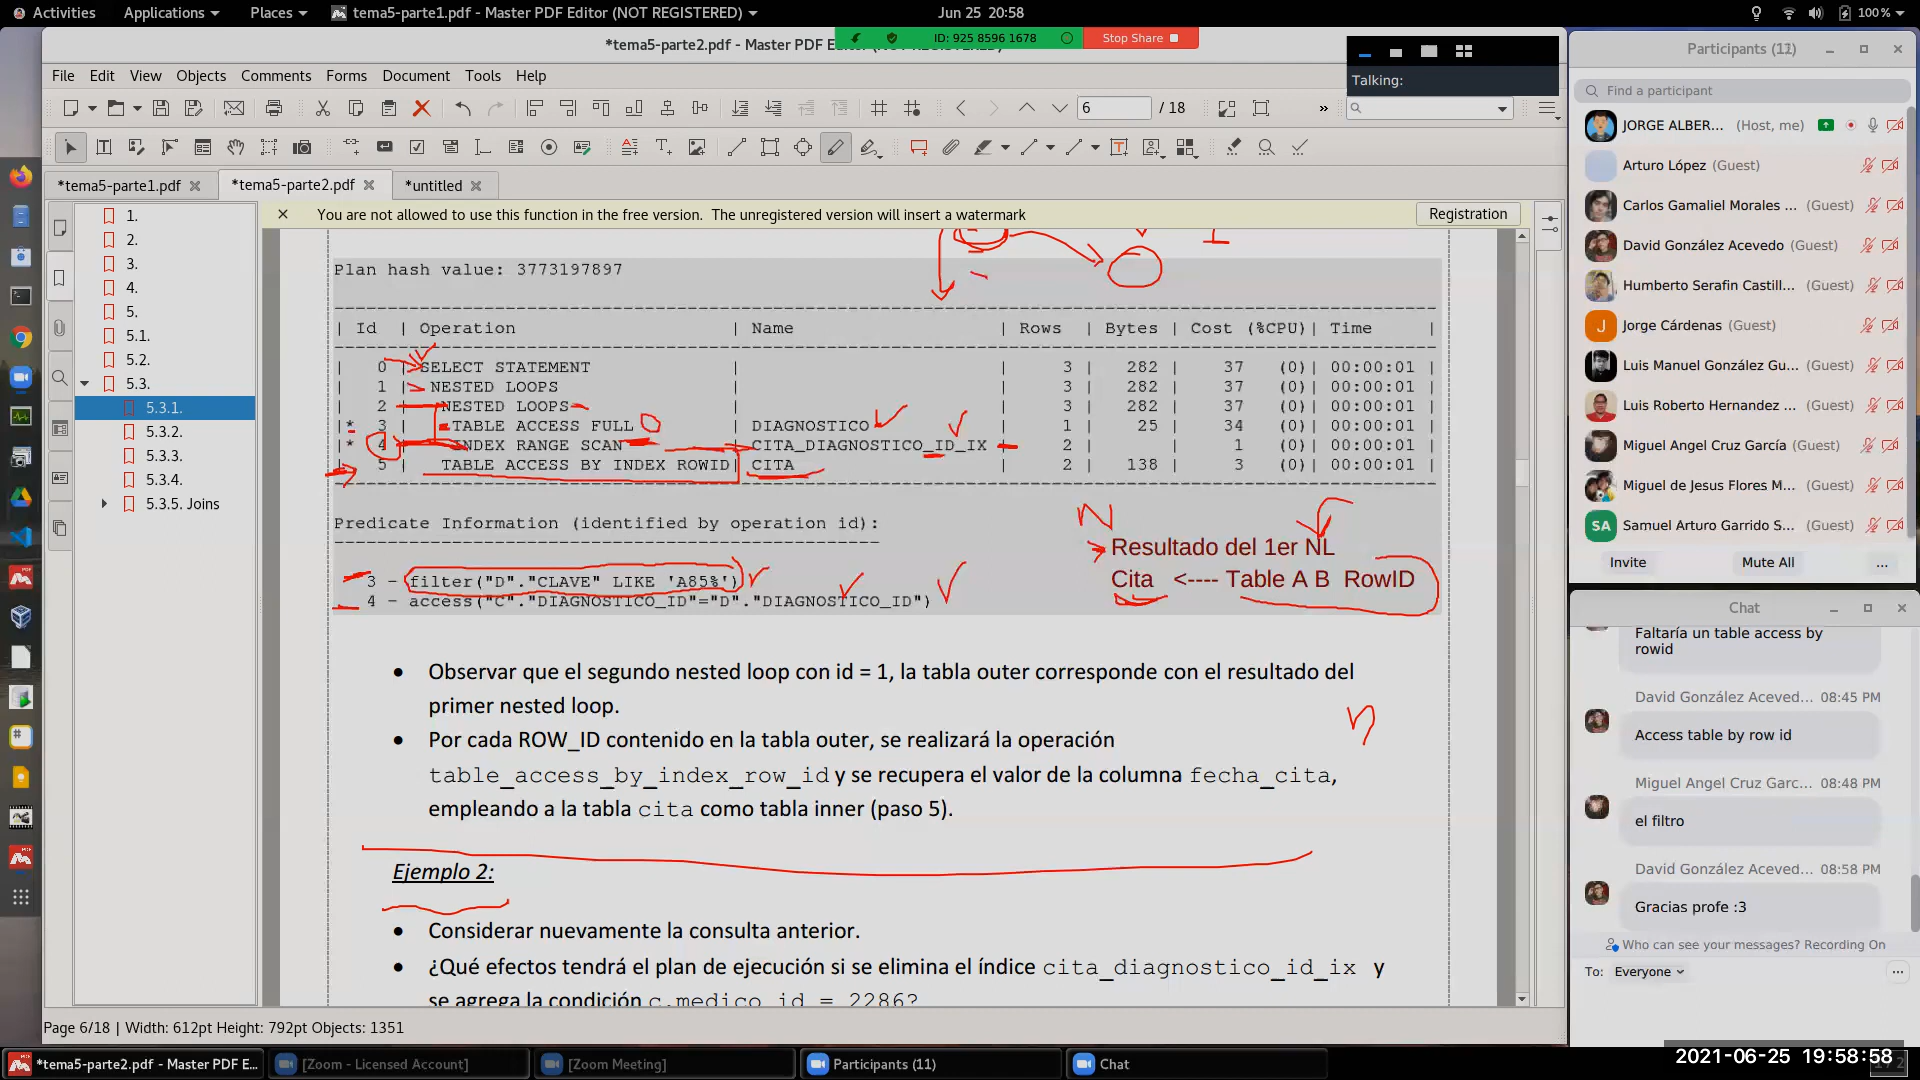 Activities Applications Places tema5-parte1.pdf - Master PDF Editor (NOT REGISTERED) Jun 25 20:58 100%
*tema5-parte2.pdf - Master PDF Editor
ID: 925 8596 1678 Stop Share
Talking:
File Edit View Objects Comments Forms Document Tools Help
6 / 18
*tema5-parte1.pdf *tema5-parte2.pdf *untitled
You are not allowed to use this function in the free version. The unregistered version will insert a watermark Registration
1.
2.
3.
4.
5.
5.1.
5.2.
5.3.
5.3.1.
5.3.2.
5.3.3.
5.3.4.
5.3.5. Joins
Plan hash value: 3773197897
| Id | Operation | Name | Rows | Bytes | Cost (%CPU)| Time |
| 0 | SELECT STATEMENT | | 3 | 282 | 37 (0)| 00:00:01 |
| 1 | NESTED LOOPS | | 3 | 282 | 37 (0)| 00:00:01 |
| 2 | NESTED LOOPS | | 3 | 282 | 37 (0)| 00:00:01 |
|* 3 | TABLE ACCESS FULL | DIAGNOSTICO | 1 | 25 | 34 (0)| 00:00:01 |
|* 4 | INDEX RANGE SCAN | CITA_DIAGNOSTICO_ID_IX | 2 | | 1 (0)| 00:00:01 |
| 5 | TABLE ACCESS BY INDEX ROWID| CITA | 2 | 138 | 3 (0)| 00:00:01 |
Predicate Information (identified by operation id):
3 - filter("D"."CLAVE" LIKE 'A85%')
4 - access("C"."DIAGNOSTICO_ID"="D"."DIAGNOSTICO_ID")
N
Resultado del 1er NL
Cita <---- Table A B RowID
• Observar que el segundo nested loop con id = 1, la tabla outer corresponde con el resultado del
primer nested loop.
• Por cada ROW_ID contenido en la tabla outer, se realizará la operación
table_access_by_index_row_id y se recupera el valor de la columna fecha_cita,
empleando a la tabla cita como tabla inner (paso 5).
Ejemplo 2:
• Considerar nuevamente la consulta anterior.
• ¿Qué efectos tendrá el plan de ejecución si se elimina el índice cita_diagnostico_id_ix y
se agrega la condición c.medico_id = 2286?
Page 6/18 | Width: 612pt Height: 792pt Objects: 1351
Participants (11)
Find a participant
JORGE ALBER... (Host, me)
Arturo López (Guest)
Carlos Gamaliel Morales ... (Guest)
David González Acevedo (Guest)
Humberto Serafin Castill... (Guest)
J Jorge Cárdenas (Guest)
Luis Manuel González Gu... (Guest)
Luis Roberto Hernandez ... (Guest)
Miguel Angel Cruz García (Guest)
Miguel de Jesus Flores M... (Guest)
SA Samuel Arturo Garrido S... (Guest)
Invite Mute All ...
Chat
Faltaría un table access by
rowid
David González Aceved... 08:45 PM
Access table by row id
Miguel Angel Cruz Garc... 08:48 PM
el filtro
David González Aceved... 08:58 PM
Gracias profe :3
Who can see your messages? Recording On
To: Everyone
*tema5-parte2.pdf - Master PDF E... [Zoom - Licensed Account] [Zoom Meeting] Participants (11) Chat
2021-06-25 19:58:58